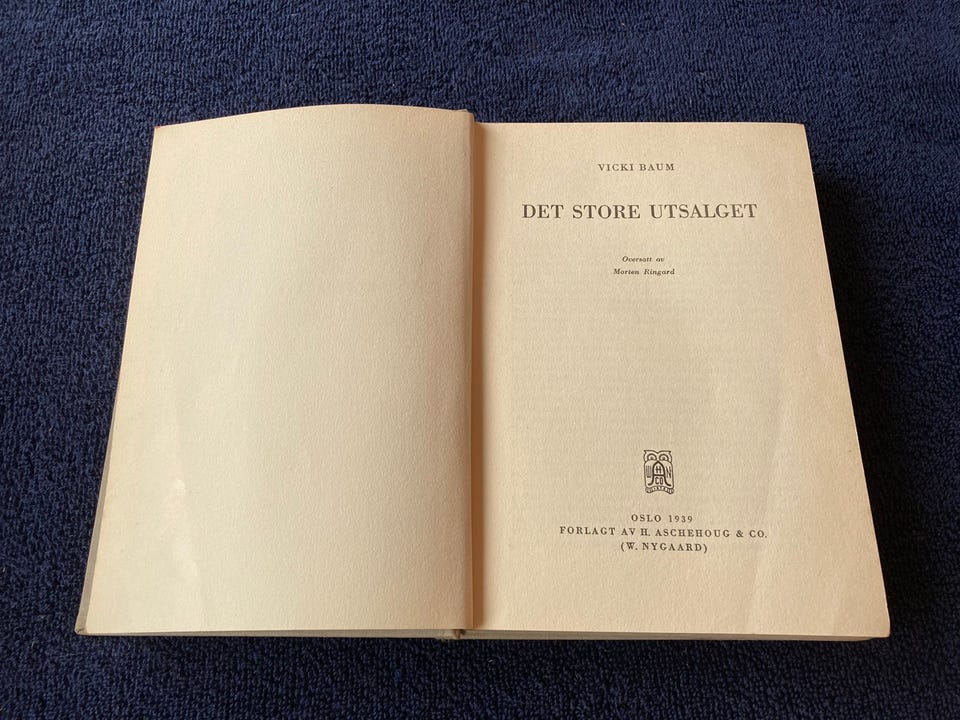 VICKI BAUM
DET STORE UTSALGET
Oversatt av
Morten Ringard
OSLO 1939
FORLAGT AV H. ASCHEHOUG & CO.
(W. NYGAARD)